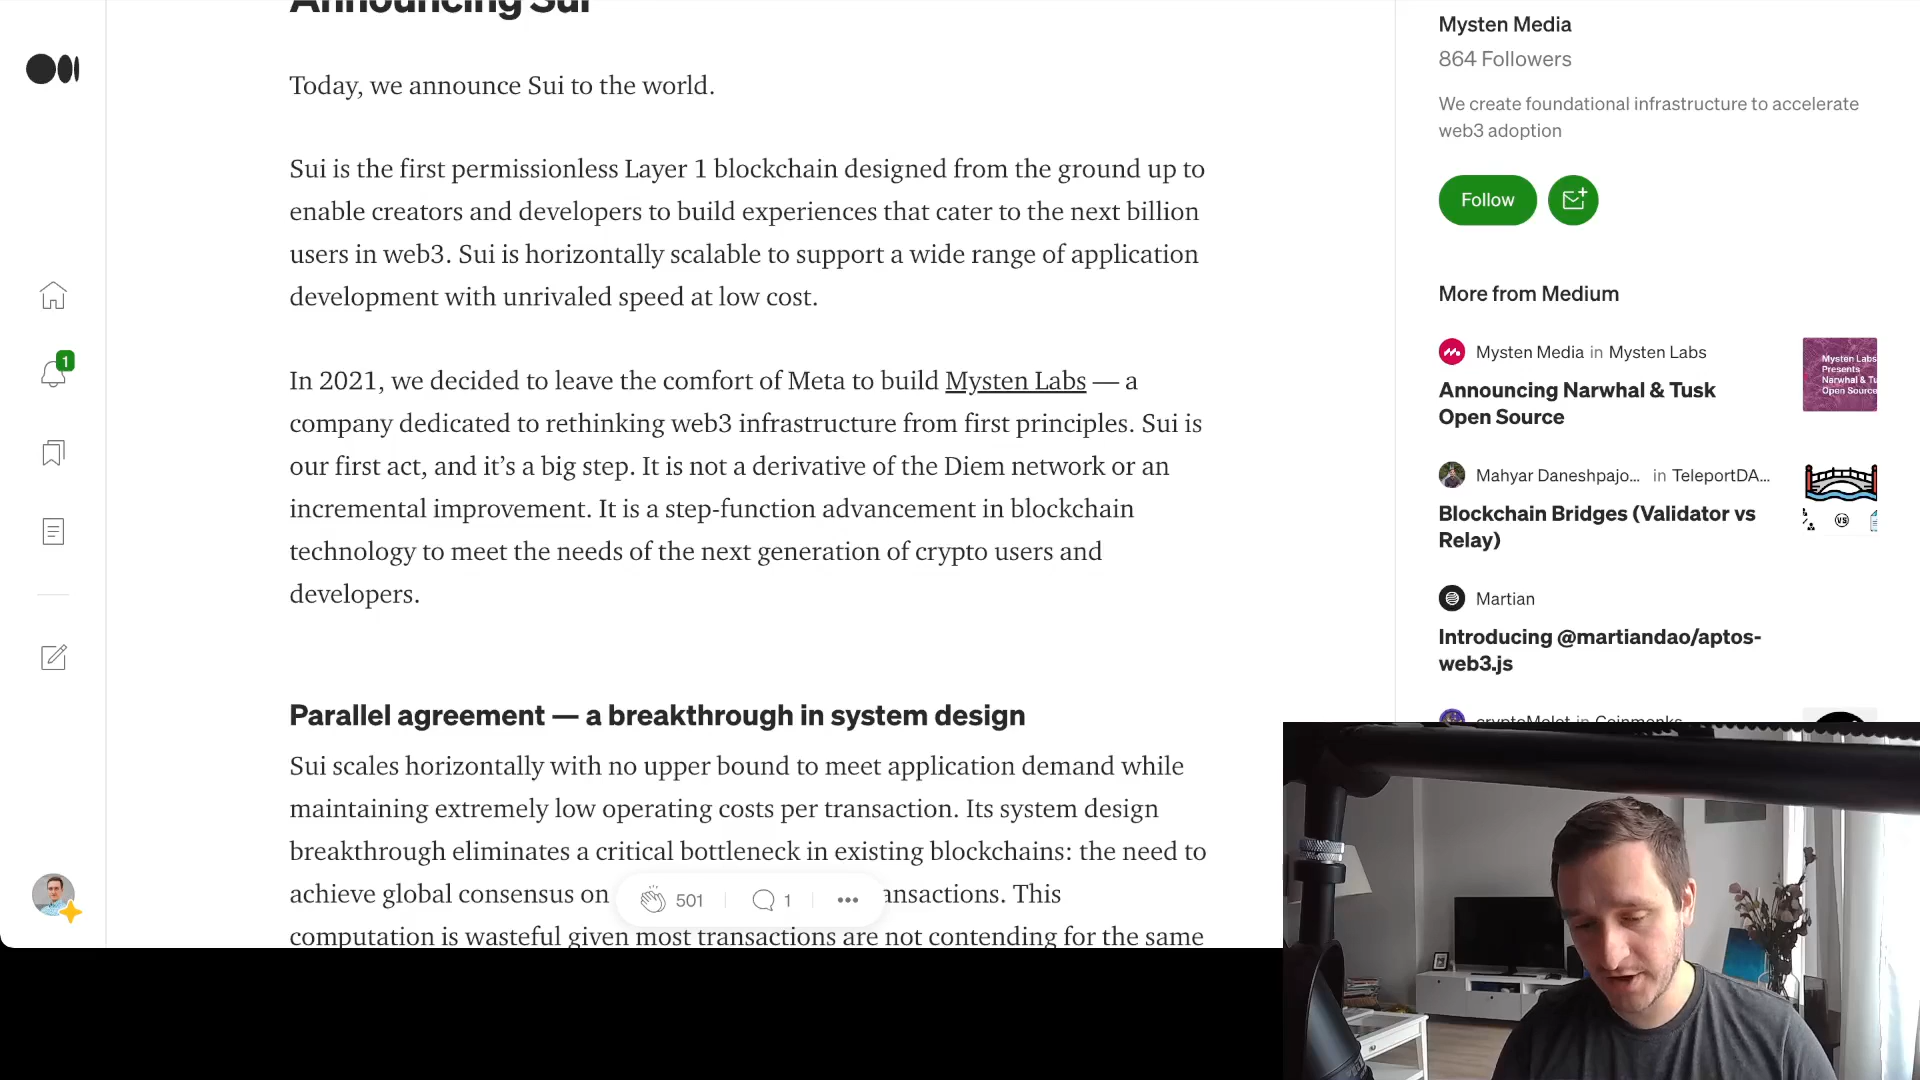 Announcing Sui
Today, we announce Sui to the world.
Sui is the first permissionless Layer 1 blockchain designed from the ground up to
enable creators and developers to build experiences that cater to the next billion
users in web3. Sui is horizontally scalable to support a wide range of application
development with unrivaled speed at low cost.
In 2021, we decided to leave the comfort of Meta to build Mysten Labs — a
company dedicated to rethinking web3 infrastructure from first principles. Sui is
our first act, and it’s a big step. It is not a derivative of the Diem network or an
incremental improvement. It is a step-function advancement in blockchain
technology to meet the needs of the next generation of crypto users and
developers.
Parallel agreement — a breakthrough in system design
Sui scales horizontally with no upper bound to meet application demand while
maintaining extremely low operating costs per transaction. Its system design
breakthrough eliminates a critical bottleneck in existing blockchains: the need to
achieve global consensus on ansactions. This
computation is wasteful given most transactions are not contending for the same
501
1
1
Mysten Media
864 Followers
We create foundational infrastructure to accelerate
web3 adoption
Follow
More from Medium
Mysten Media in Mysten Labs
Announcing Narwhal & Tusk
Open Source
Mysten Labs
Presents
Narwhal & Tu
Open Source
Mahyar Daneshpajo... in TeleportDA...
Blockchain Bridges (Validator vs
Relay)
VS
Martian
Introducing @martiandao/aptos-
web3.js